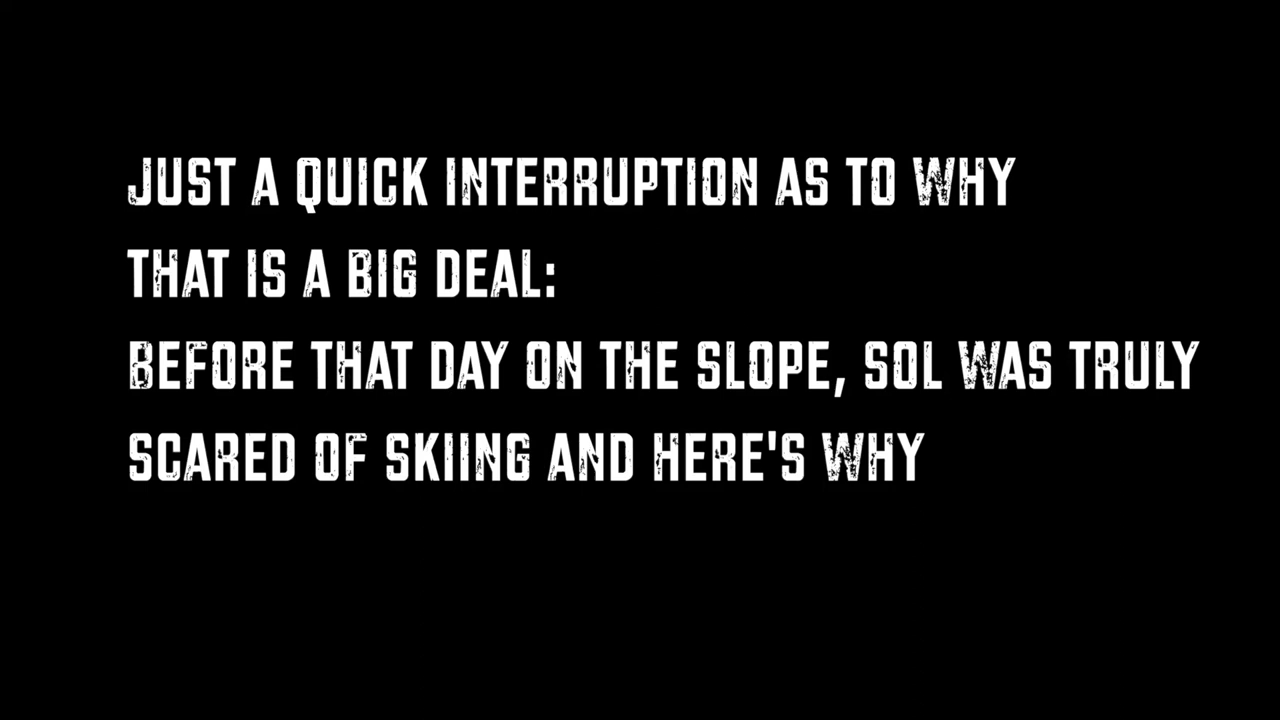 JUST A QUICK INTERRUPTION AS TO WHY
THAT IS A BIG DEAL:
BEFORE THAT DAY ON THE SLOPE, SOL WAS TRULY
SCARED OF SKIING AND HERE'S WHY